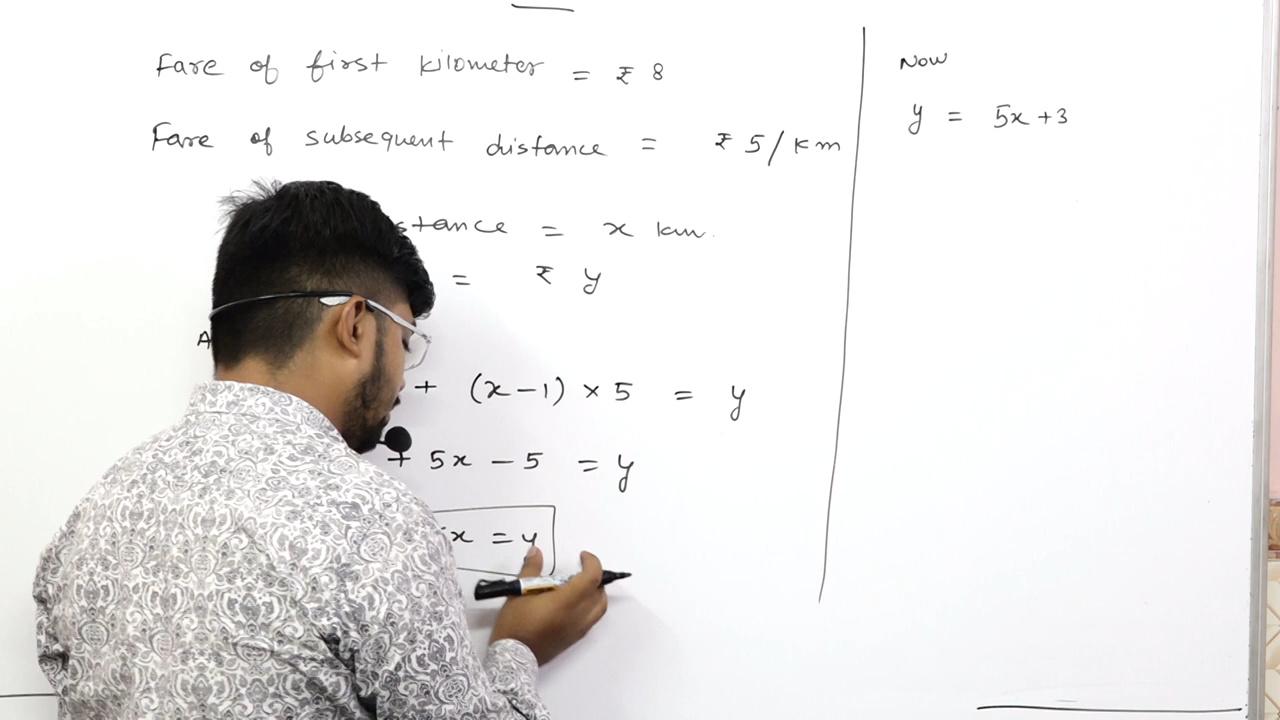 Fare of first kilometer = ₹ 8
Fare of subsequent distance = ₹ 5/km
= x km.
= ₹ y
A
+ (x-1) × 5 = y
+ 5x - 5 = y
x = y
Now
y = 5x + 3